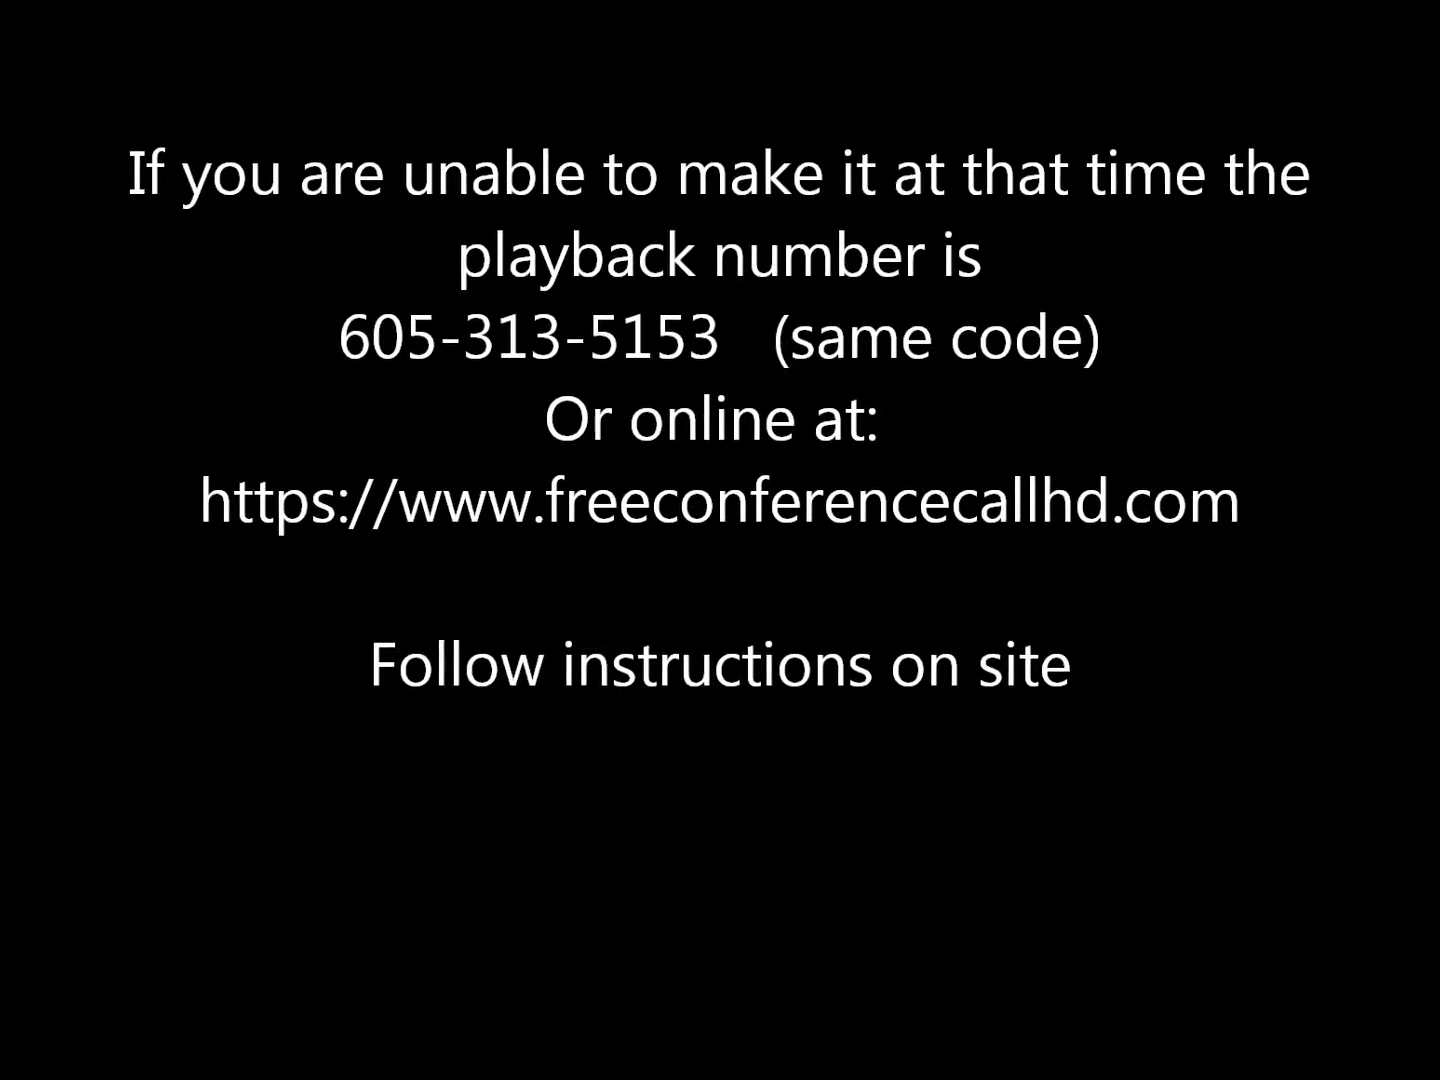 If you are unable to make it at that time the
playback number is
605-313-5153 (same code)
Or online at:
https://www.freeconferencecallhd.com
Follow instructions on site